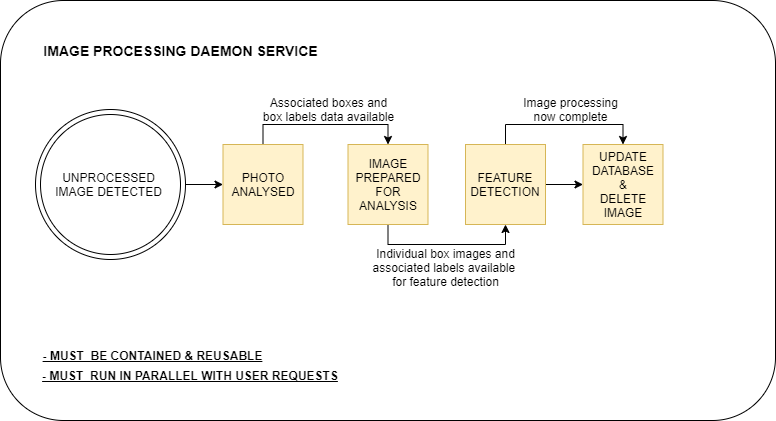 IMAGE PROCESSING DAEMON SERVICE
Associated boxes and
box labels data available
Image processing
now complete
UNPROCESSED
IMAGE DETECTED
PHOTO
ANALYSED
IMAGE
PREPARED
FOR
ANALYSIS
FEATURE
DETECTION
UPDATE
DATABASE
&
DELETE
IMAGE
Individual box images and
associated labels available
for feature detection
- MUST BE CONTAINED & REUSABLE
- MUST RUN IN PARALLEL WITH USER REQUESTS